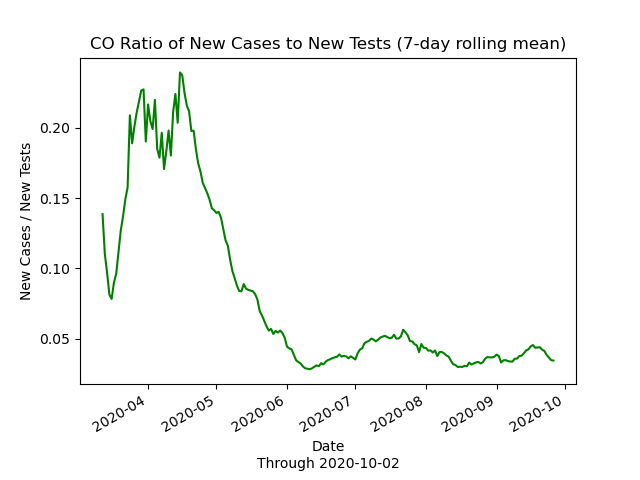 CO Ratio of New Cases to New Tests (7-day rolling mean)
New Cases / New Tests
0.20
0.15
0.10
0.05
2020-04
2020-05
2020-06
2020-07
2020-08
2020-09
2020-10
Date
Through 2020-10-02